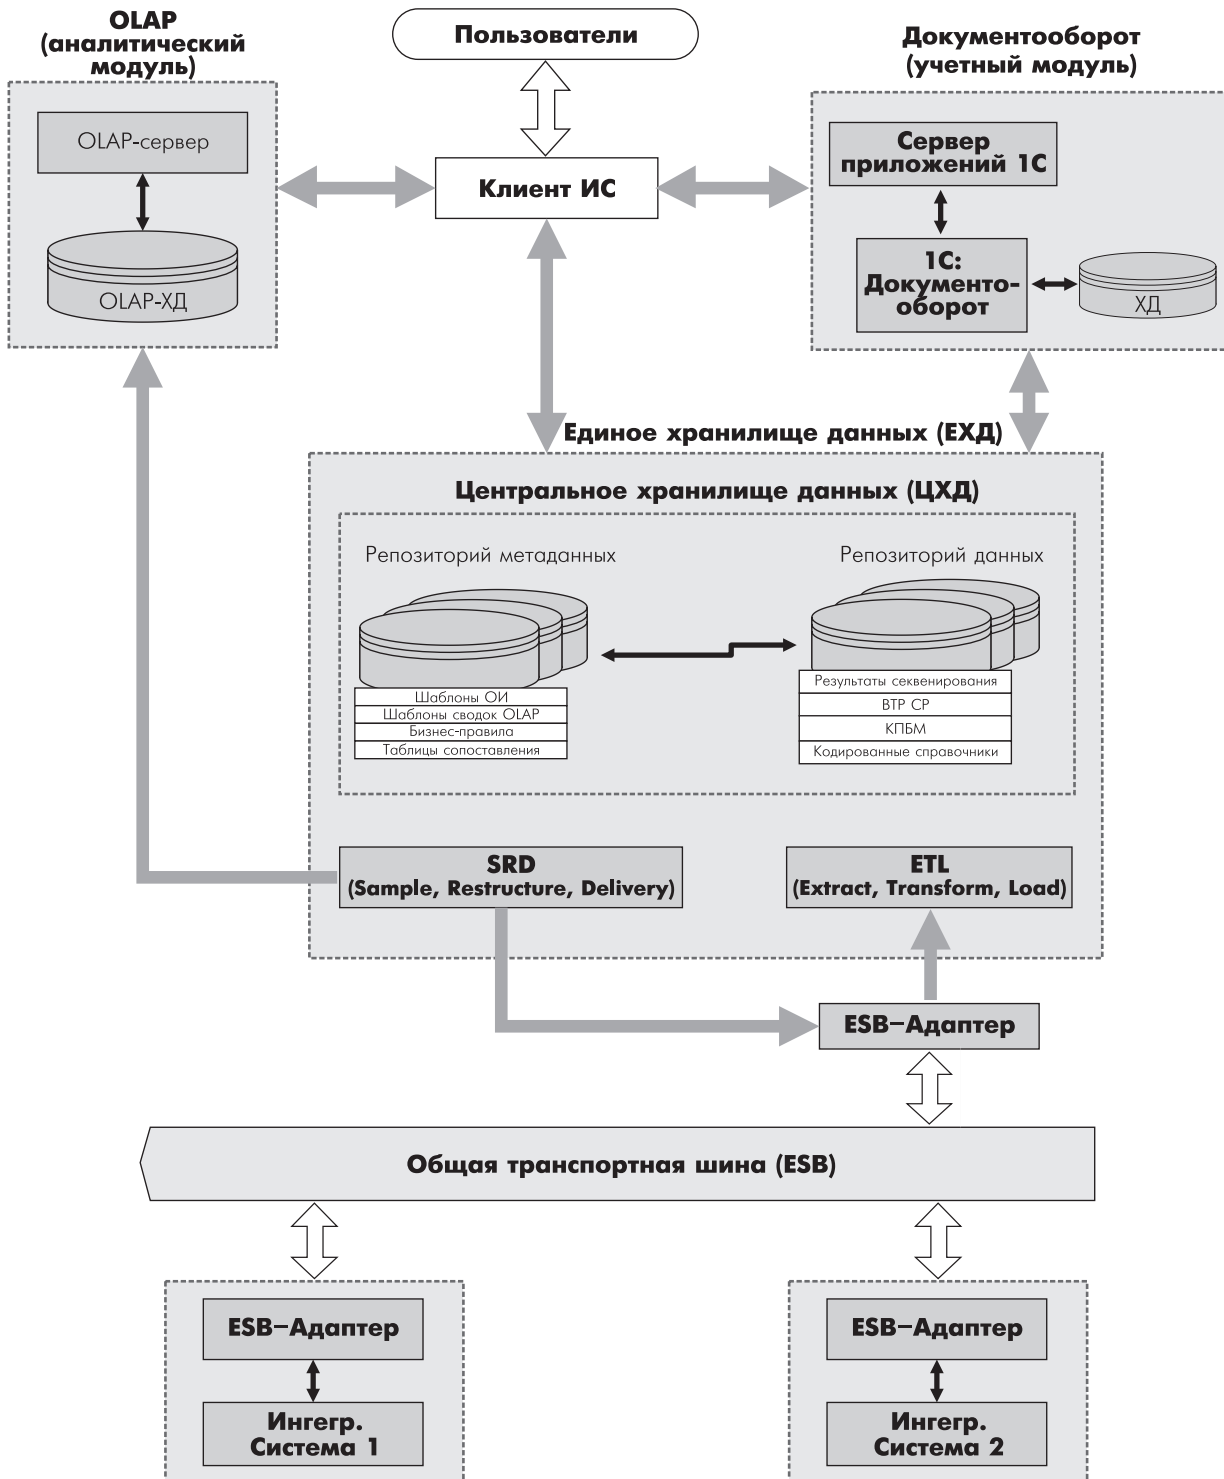 OLAP
(аналитический
модуль)
Пользователи
Документооборот
(учетный модуль)
OLAP-сервер
OLAP-ХД
Клиент ИС
Сервер
приложений 1С
1С:
Документо-
оборот
ХД
Единое хранилище данных (ЕХД)
Центральное хранилище данных (ЦХД)
Репозиторий метаданных
Репозиторий данных
Шаблоны ОИ
Шаблоны сводок OLAP
Бизнес-правила
Таблицы сопоставления
Результаты секвенирования
ВТР СР
КПБМ
Кодированные справочники
SRD
(Sample, Restructure, Delivery)
ETL
(Extract, Transform, Load)
ESB–Адаптер
Общая транспортная шина (ESB)
ESB–Адаптер
Ингегр.
Система 1
ESB–Адаптер
Ингегр.
Система 2